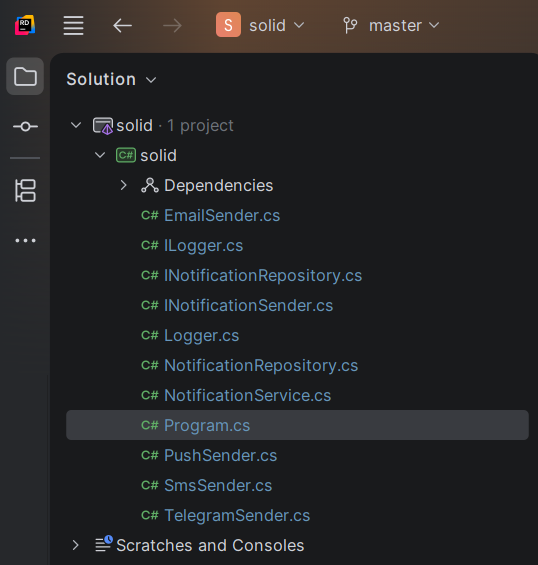 RD
S solid master
Solution
solid · 1 project
C# solid
Dependencies
C# EmailSender.cs
C# ILogger.cs
C# INotificationRepository.cs
C# INotificationSender.cs
C# Logger.cs
C# NotificationRepository.cs
C# NotificationService.cs
C# Program.cs
C# PushSender.cs
C# SmsSender.cs
C# TelegramSender.cs
Scratches and Consoles